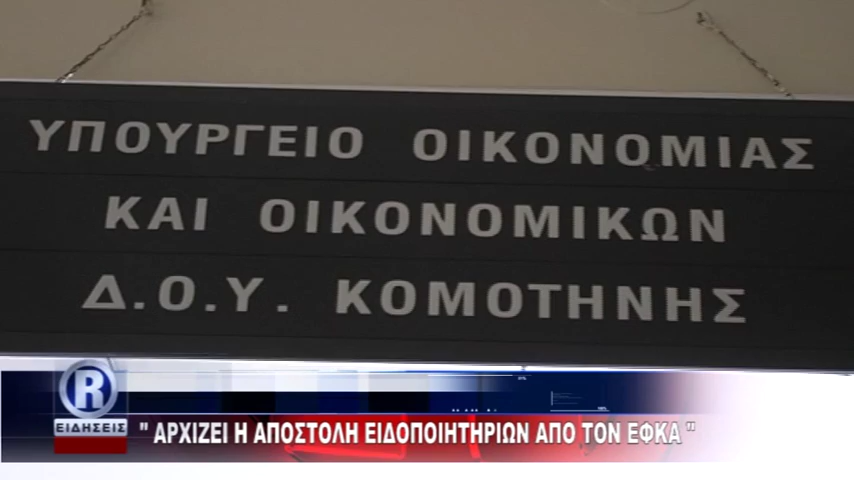 ΥΠΟΥΡΓΕΙΟ ΟΙΚΟΝΟΜΙΑΣ
ΚΑΙ ΟΙΚΟΝΟΜΙΚΩΝ
Δ.Ο.Υ. ΚΟΜΟΤΗΝΗΣ
R
ΕΙΔΗΣΕΙΣ
" ΑΡΧΙΖΕΙ Η ΑΠΟΣΤΟΛΗ ΕΙΔΟΠΟΙΗΤΗΡΙΩΝ ΑΠΟ ΤΟΝ ΕΦΚΑ "